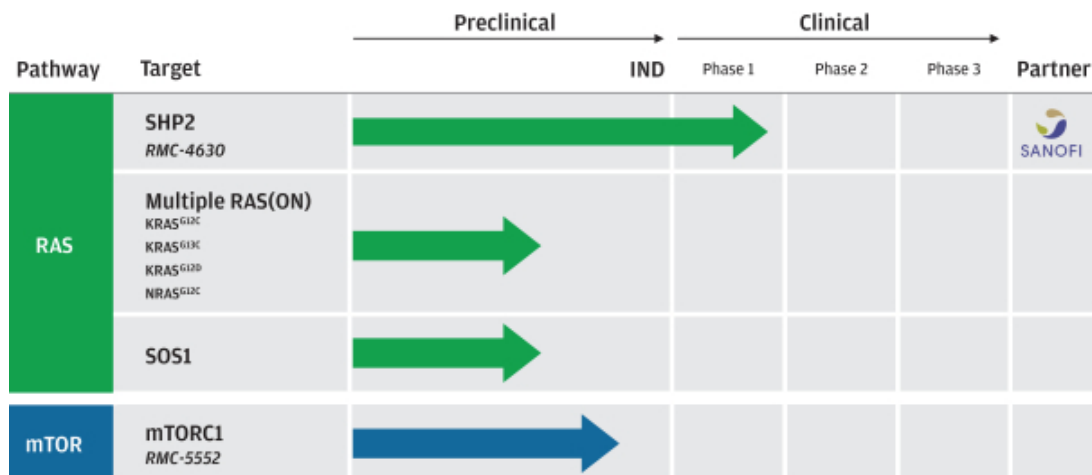 Preclinical Clinical
Pathway Target IND Phase 1 Phase 2 Phase 3 Partner
SHP2
RMC-4630
SANOFI
Multiple RAS(ON)
KRASᴳ¹²ᶜ
KRASᴳ¹³ᶜ
RAS
KRASᴳ¹²ᴰ
NRASᴳ¹²ᶜ
SOS1
mTOR
mTORC1
RMC-5552